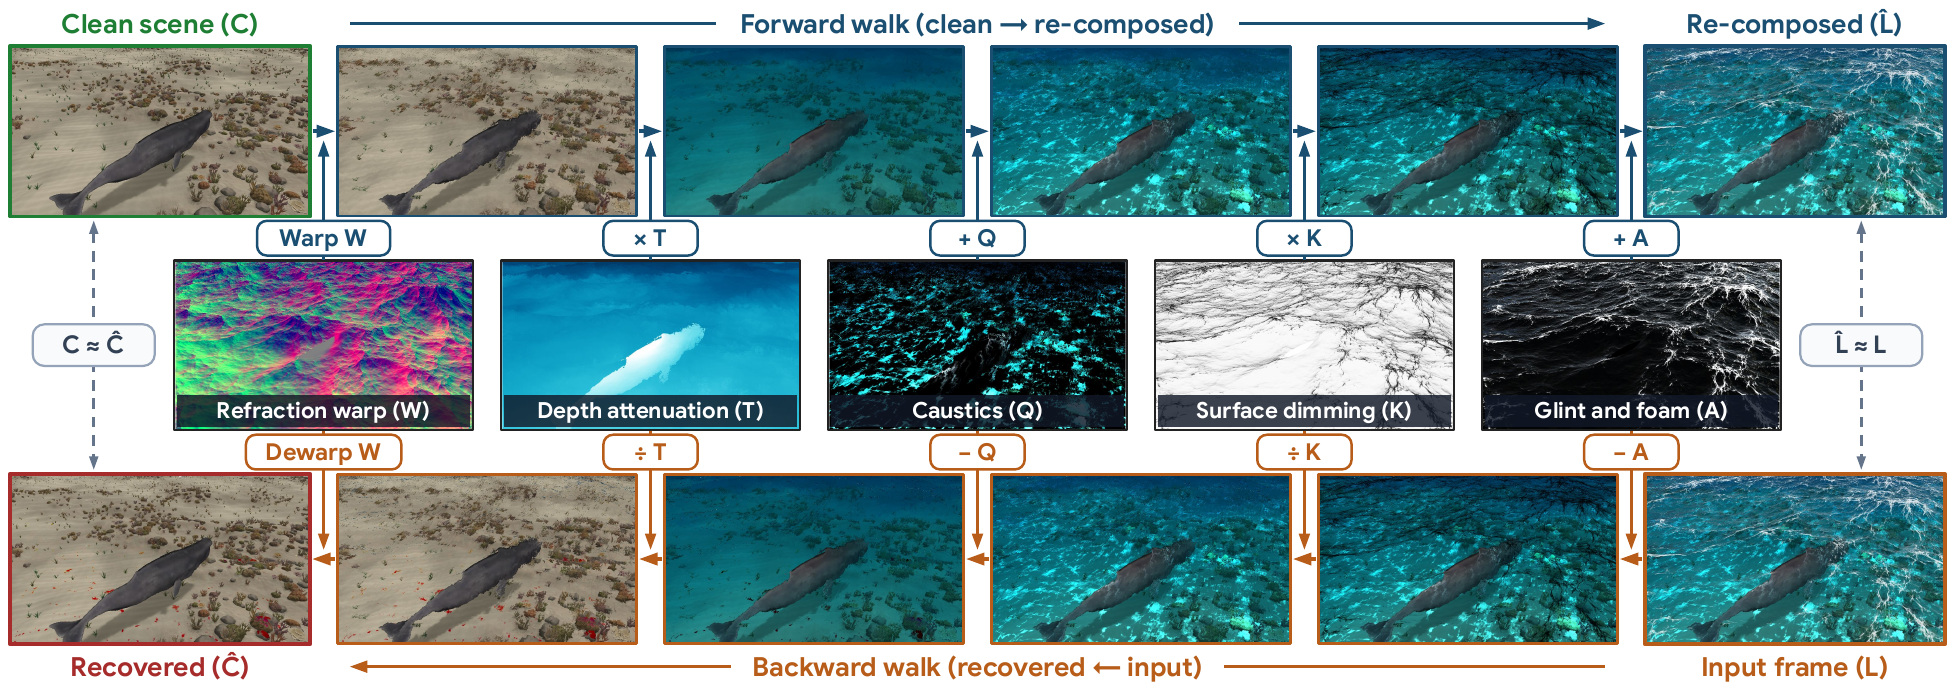 Clean scene (C)
Forward walk (clean → re-composed)
Re-composed (L̂)
Warp W
× T
+ Q
× K
+ A
C ≈ Ĉ
Refraction warp (W)
Depth attenuation (T)
Caustics (Q)
Surface dimming (K)
Glint and foam (A)
L̂ ≈ L
Dewarp W
÷ T
− Q
÷ K
− A
Recovered (Ĉ)
Backward walk (recovered ← input)
Input frame (L)